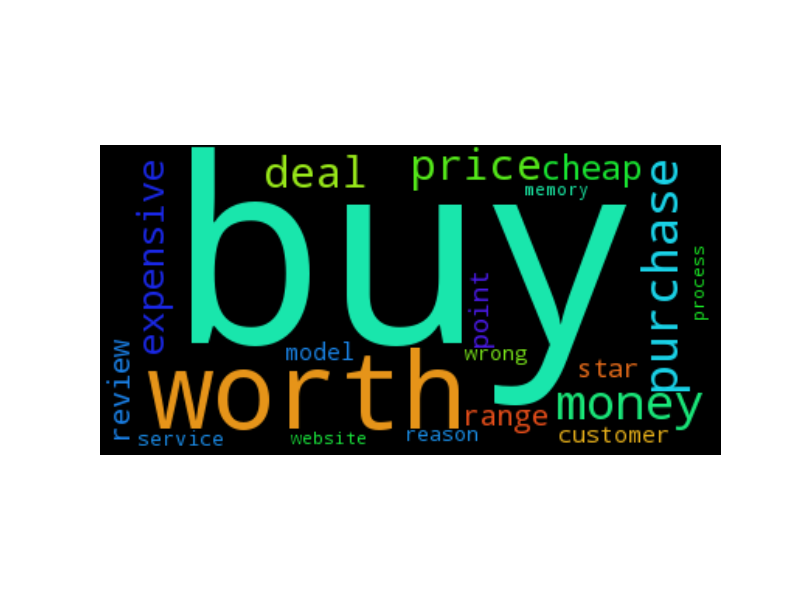 deal
price
cheap
memory
expensive
buy
purchase
process
point
review
model
wrong
worth
star
range
money
service
website
reason
customer